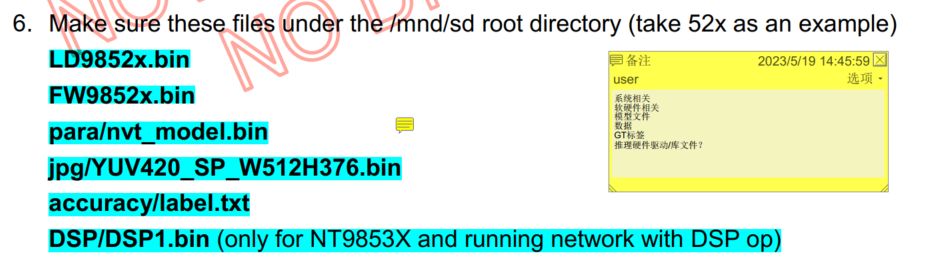 6. Make sure these files under the /mnd/sd root directory (take 52x as an example)
LD9852x.bin
FW9852x.bin
para/nvt_model.bin
jpg/YUV420_SP_W512H376.bin
accuracy/label.txt
DSP/DSP1.bin (only for NT9853X and running network with DSP op)
备注 2023/5/19 14:45:59
user 选项
系统相关
软硬件相关
模型文件
数据
GT标签
推理硬件驱动/库文件？
NO
NO D